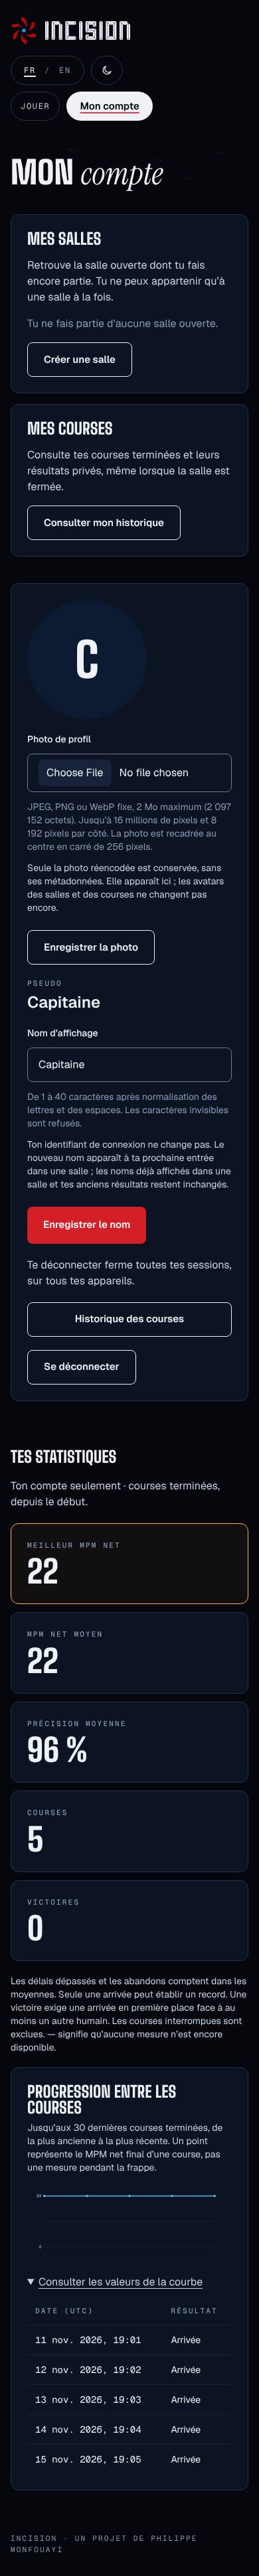 INCISION
FR / EN
JOUER
Mon compte
MON compte
MES SALLES
Retrouve la salle ouverte dont tu fais
encore partie. Tu ne peux appartenir qu’à
une salle à la fois.
Tu ne fais partie d’aucune salle ouverte.
Créer une salle
MES COURSES
Consulte tes courses terminées et leurs
résultats privés, même lorsque la salle est
fermée.
Consulter mon historique
C
Photo de profil
Choose File No file chosen
JPEG, PNG ou WebP fixe, 2 Mo maximum (2 097
152 octets). Jusqu’à 16 millions de pixels et 8
192 pixels par côté. La photo est recadrée au
centre en carré de 256 pixels.
Seule la photo réencodée est conservée, sans
ses métadonnées. Elle apparaît ici ; les avatars
des salles et des courses ne changent pas
encore.
Enregistrer la photo
PSEUDO
Capitaine
Nom d’affichage
Capitaine
De 1 à 40 caractères après normalisation des
lettres et des espaces. Les caractères invisibles
sont refusés.
Ton identifiant de connexion ne change pas. Le
nouveau nom apparaît à ta prochaine entrée
dans une salle ; les noms déjà affichés dans une
salle et tes anciens résultats restent inchangés.
Enregistrer le nom
Te déconnecter ferme toutes tes sessions,
sur tous tes appareils.
Historique des courses
Se déconnecter
TES STATISTIQUES
Ton compte seulement · courses terminées,
depuis le début.
MEILLEUR MPM NET
22
MPM NET MOYEN
22
PRÉCISION MOYENNE
96 %
COURSES
5
VICTOIRES
0
Les délais dépassés et les abandons comptent dans les
moyennes. Seule une arrivée peut établir un record. Une
victoire exige une arrivée en première place face à au
moins un autre humain. Les courses interrompues sont
exclues. — signifie qu’aucune mesure n’est encore
disponible.
PROGRESSION ENTRE LES
COURSES
Jusqu’aux 30 dernières courses terminées, de
la plus ancienne à la plus récente. Un point
représente le MPM net final d’une course, pas
une mesure pendant la frappe.
22
0
▼ Consulter les valeurs de la courbe
DATE (UTC) RÉSULTAT
11 nov. 2026, 19:01 Arrivée
12 nov. 2026, 19:02 Arrivée
13 nov. 2026, 19:03 Arrivée
14 nov. 2026, 19:04 Arrivée
15 nov. 2026, 19:05 Arrivée
INCISION · UN PROJET DE PHILIPPE
MONFOUAYI